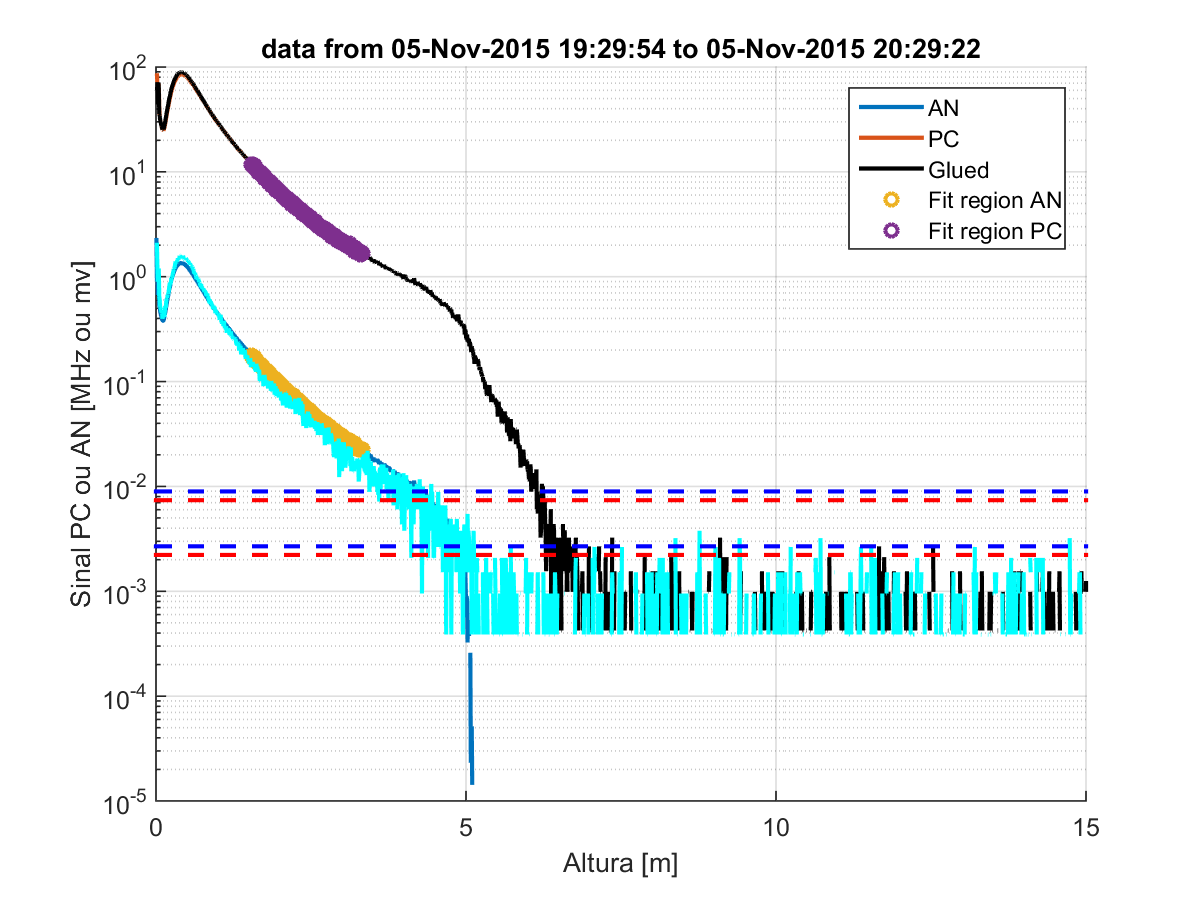 data from 05-Nov-2015 19:29:54 to 05-Nov-2015 20:29:22
AN
PC
Glued
Fit region AN
Fit region PC
Sinal PC ou AN [MHz ou mv]
10^2
10^1
10^0
10^-1
10^-2
10^-3
10^-4
10^-5
0
5
10
15
Altura [m]